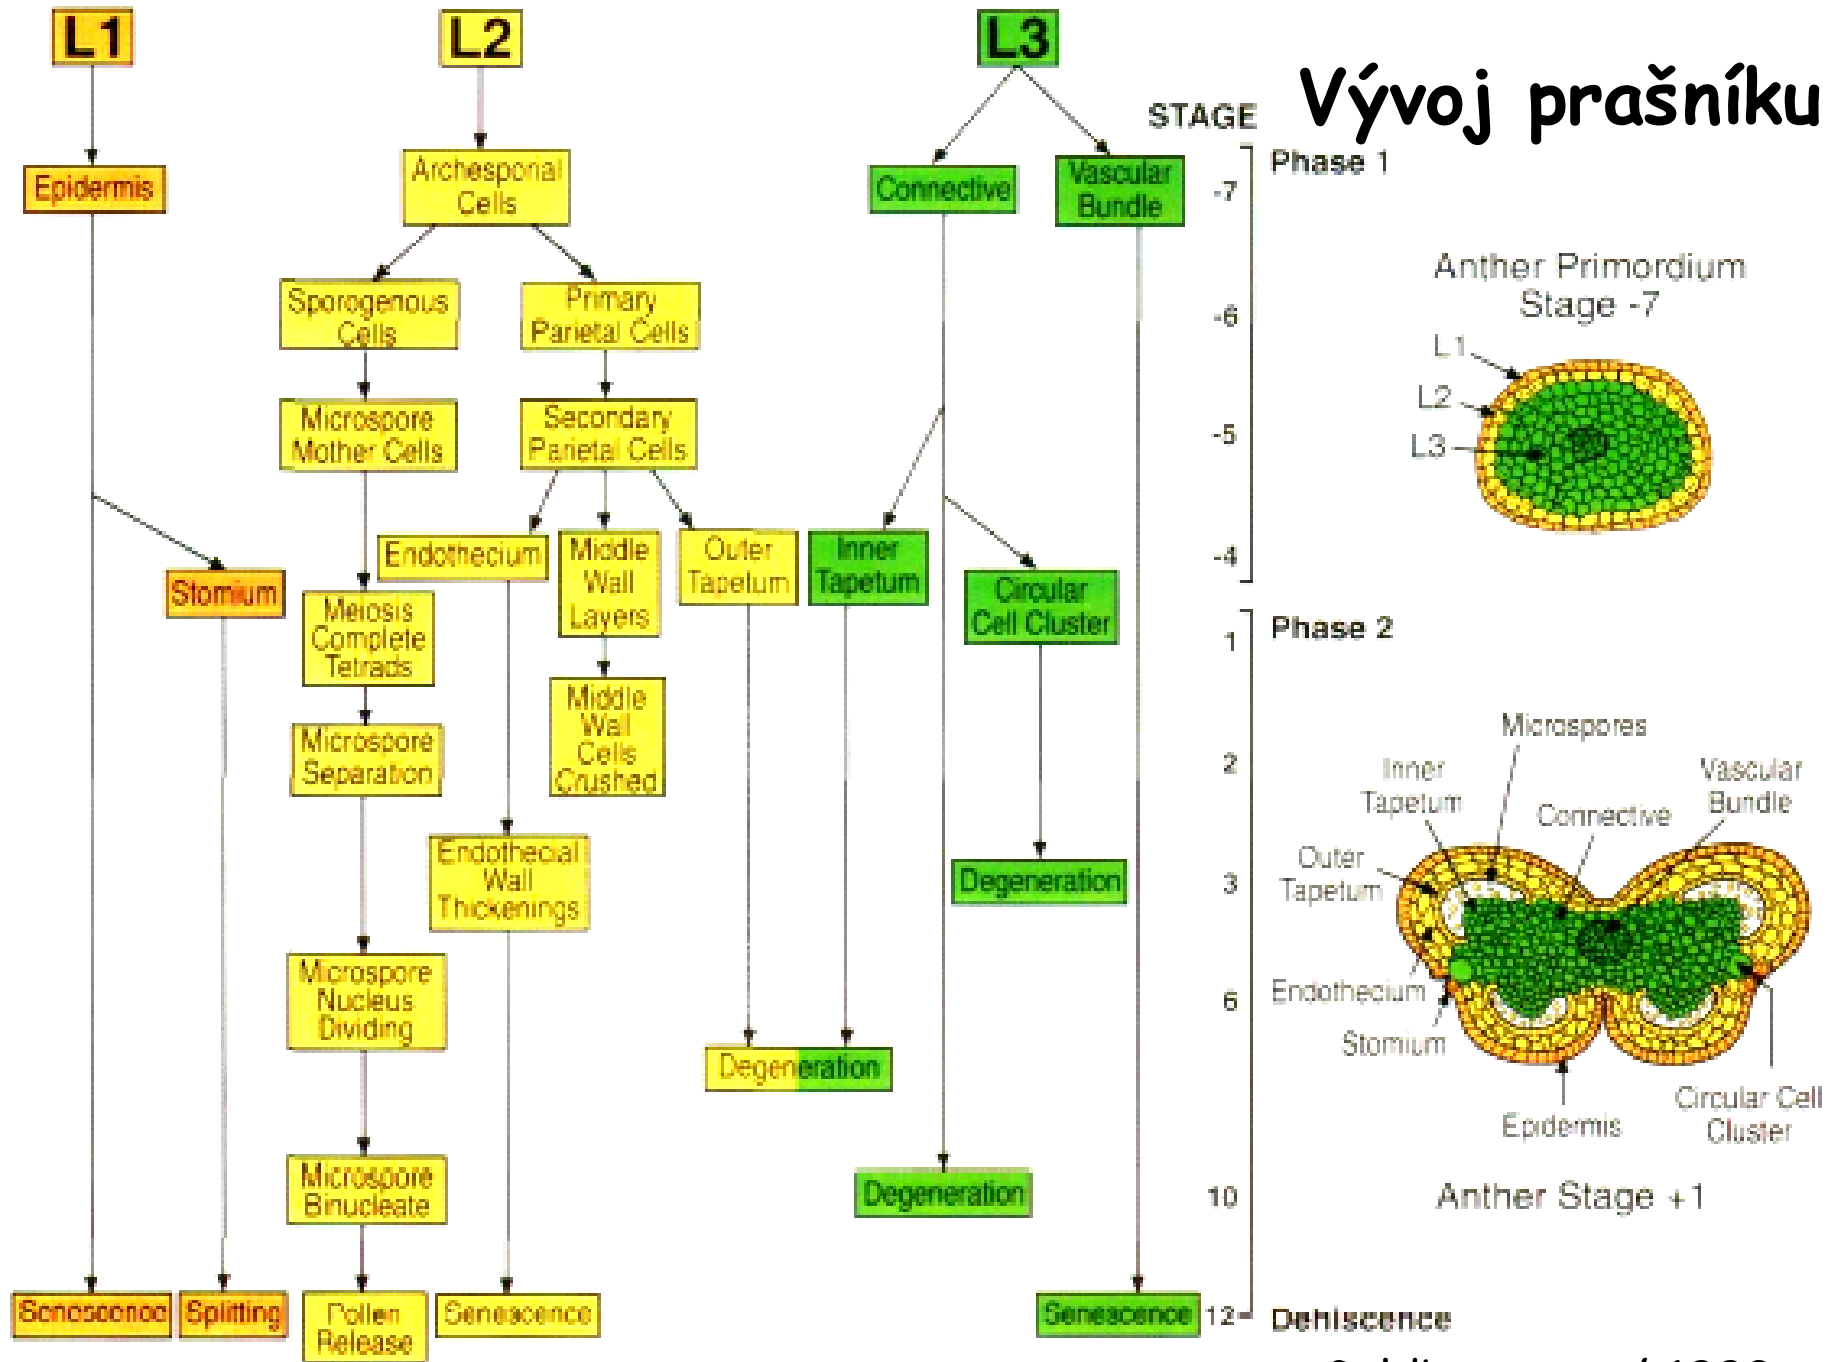 L1
L2
L3
Vývoj prašníku
STAGE
Phase 1
Epidermis
Archesporial
Cells
Connective
Vascular
Bundle
-7
Anther Primordium
Stage -7
Sporogenous
Cells
Primary
Parietal Cells
-6
L1
L2
L3
Microspore
Mother Cells
Secondary
Parietal Cells
-5
Endothecium
Middle
Wall
Layers
Outer
Tapetum
Inner
Tapetum
-4
Stomium
Meiosis
Complete
Tetrads
Circular
Cell Cluster
1
Phase 2
Microspore
Separation
Middle
Wall
Cells
Crushed
2
Microspores
Inner
Tapetum
Vascular
Bundle
Connective
Endothecial
Wall
Thickenings
Degeneration
3
Outer
Tapetum
Microspore
Nucleus
Dividing
6
Endothecium
Stomium
Degeneration
Circular Cell
Cluster
Epidermis
Microspore
Binucleate
Degeneration
10
Anther Stage +1
Senescence
Splitting
Pollen
Release
Senescence
Senescence
12
Dehiscence